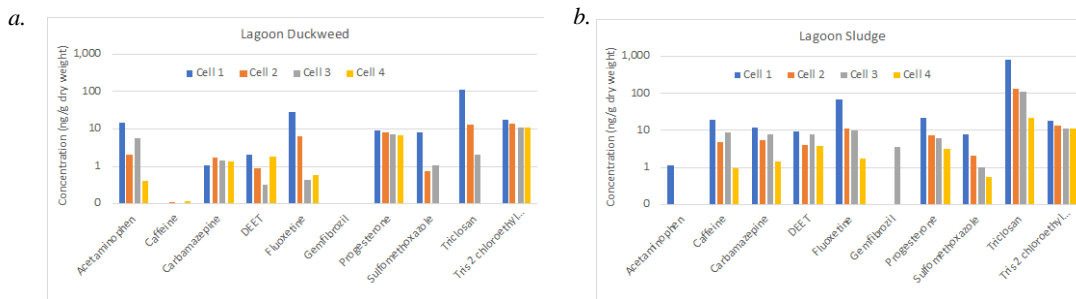 a.
Lagoon Duckweed
Concentration (ng/g dry weight)
1,000
100
10
1
0
Cell 1 Cell 2 Cell 3 Cell 4
Acetaminophen
Caffeine
Carbamazepine
DEET
Fluoxetine
Gemfibrozil
Progesterone
Sulfomethoxazole
Triclosan
Tris 2 chloroethyl...
b.
Lagoon Sludge
Concentration (ng/g dry weight)
1,000
100
10
1
0
Cell 1 Cell 2 Cell 3 Cell 4
Acetaminophen
Caffeine
Carbamazepine
DEET
Fluoxetine
Gemfibrozil
Progesterone
Sulfomethoxazole
Triclosan
Tris 2 chloroethyl...